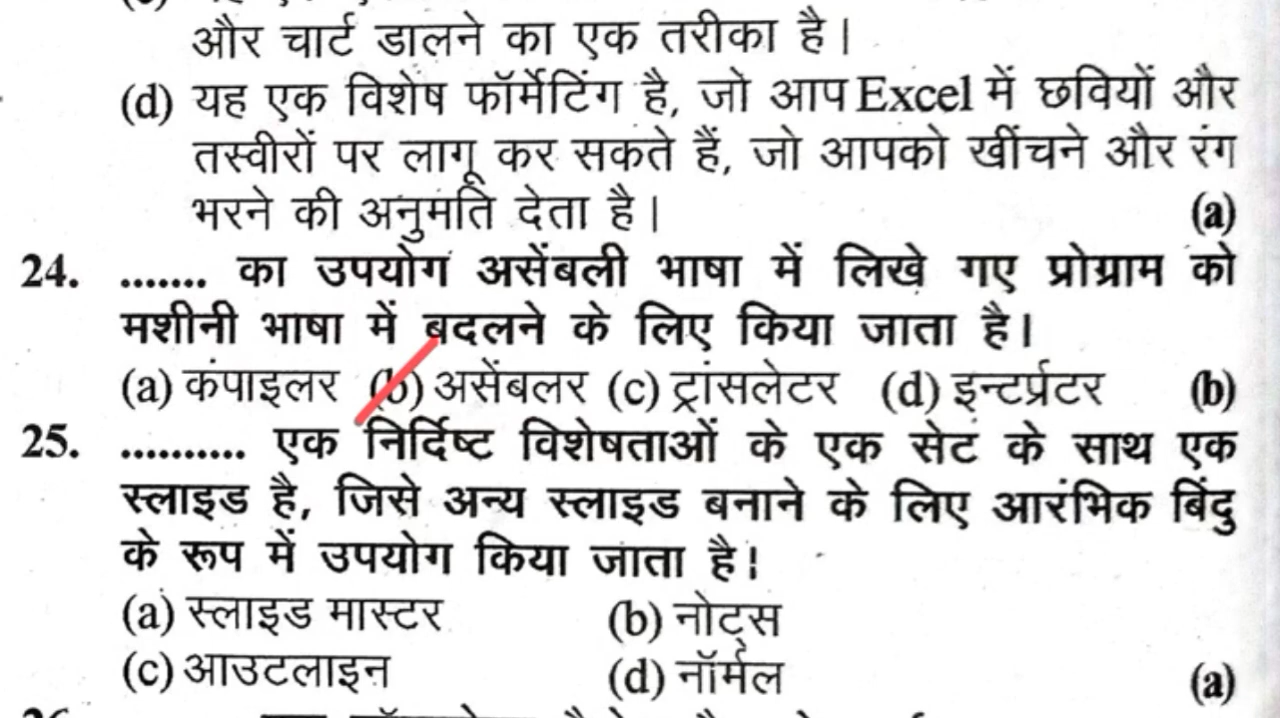 और चार्ट डालने का एक तरीका है।
(d) यह एक विशेष फॉर्मेटिंग है, जो आप Excel में छवियों और
तस्वीरों पर लागू कर सकते हैं, जो आपको खींचने और रंग
भरने की अनुमति देता है। (a)
24. ....... का उपयोग असेंबली भाषा में लिखे गए प्रोग्राम को
मशीनी भाषा में बदलने के लिए किया जाता है।
(a) कंपाइलर (b) असेंबलर (c) ट्रांसलेटर (d) इन्टर्प्रटर (b)
25. .......... एक निर्दिष्ट विशेषताओं के एक सेट के साथ एक
स्लाइड है, जिसे अन्य स्लाइड बनाने के लिए आरंभिक बिंदु
के रूप में उपयोग किया जाता है।
(a) स्लाइड मास्टर (b) नोट्स
(c) आउटलाइन (d) नॉर्मल (a)